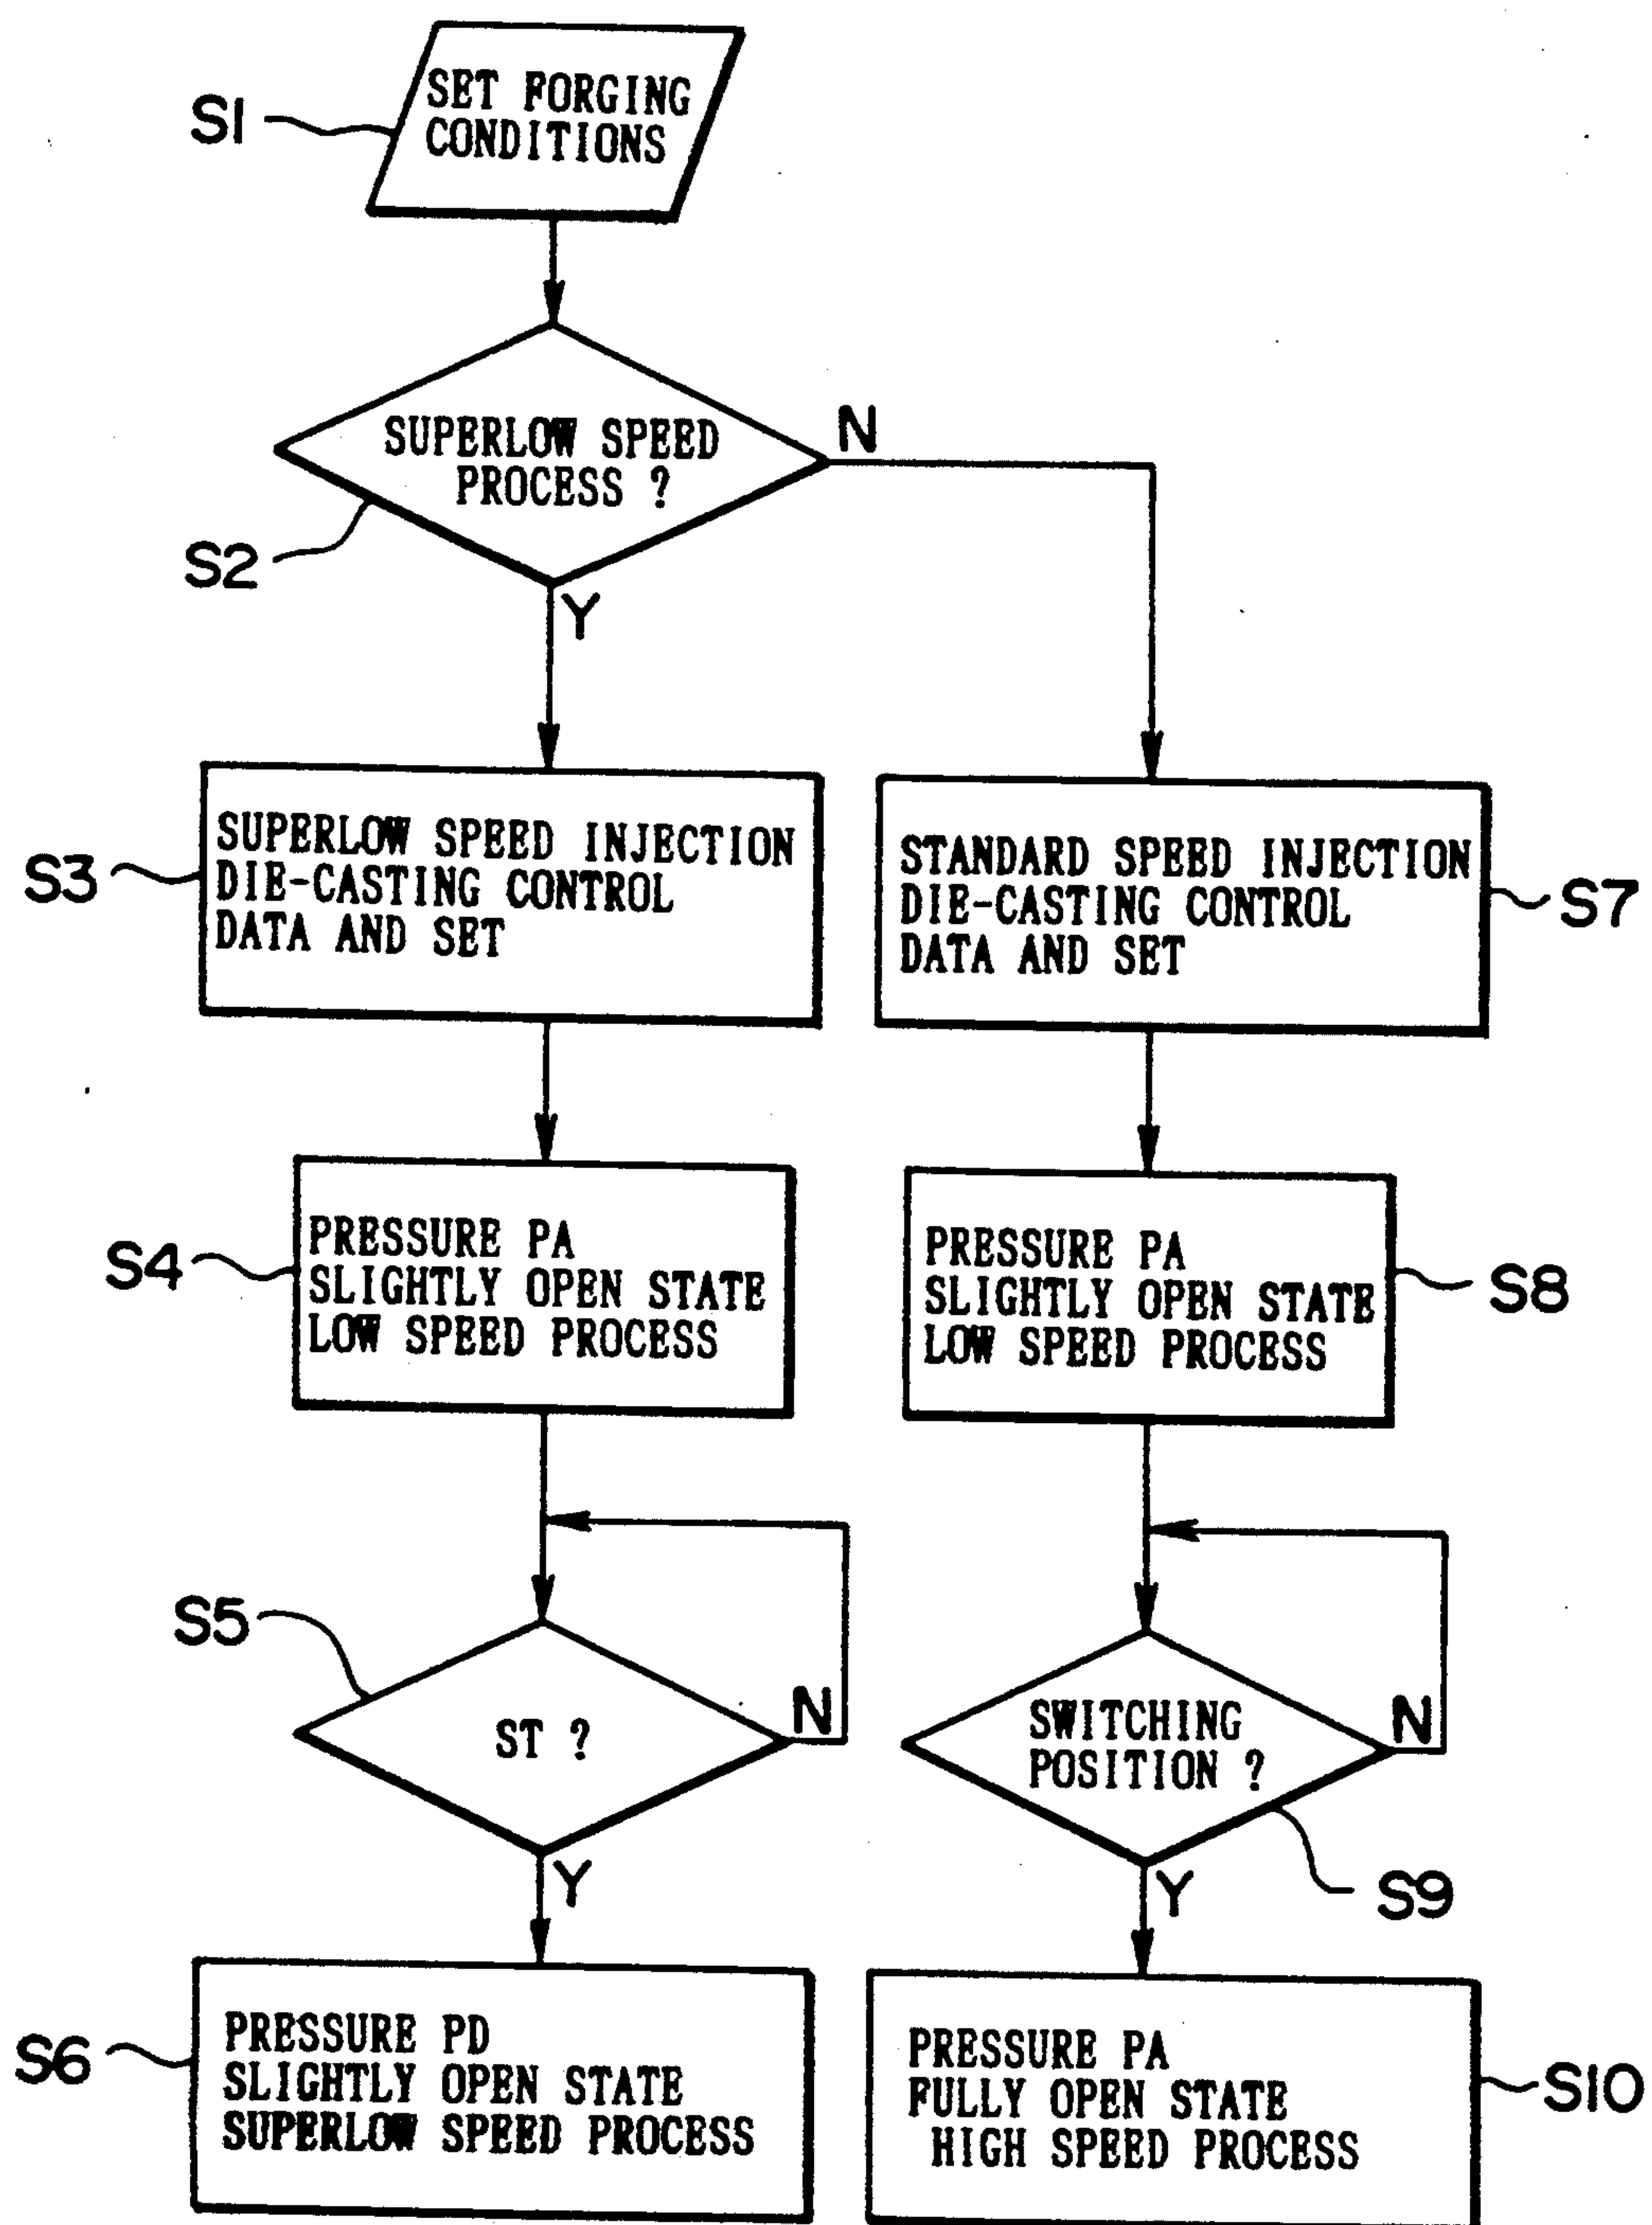 S1
SET FORGING
CONDITIONS
SUPERLOW SPEED
PROCESS ?
N
S2
Y
S3
SUPERLOW SPEED INJECTION
DIE-CASTING CONTROL
DATA AND SET
STANDARD SPEED INJECTION
DIE-CASTING CONTROL
DATA AND SET
S7
S4
PRESSURE PA
SLIGHTLY OPEN STATE
LOW SPEED PROCESS
PRESSURE PA
SLIGHTLY OPEN STATE
LOW SPEED PROCESS
S8
S5
ST ?
N
Y
SWITCHING
POSITION ?
N
S9
Y
S6
PRESSURE PD
SLIGHTLY OPEN STATE
SUPERLOW SPEED PROCESS
PRESSURE PA
FULLY OPEN STATE
HIGH SPEED PROCESS
S10